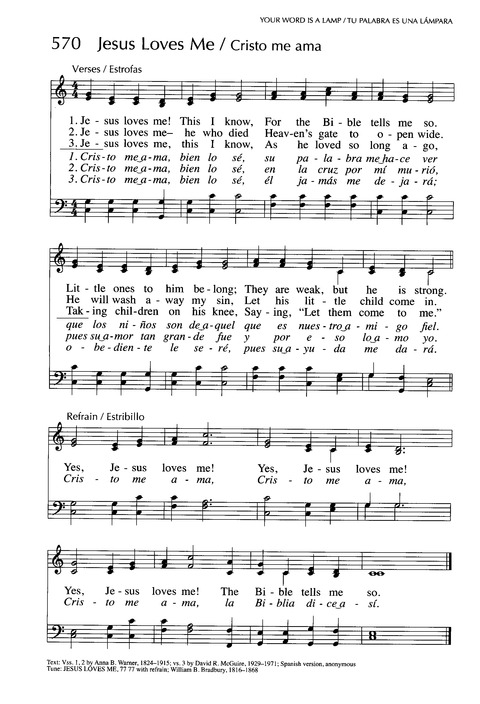 YOUR WORD IS A LAMP / TU PALABRA ES UNA LÁMPARA
570 Jesus Loves Me / Cristo me ama
Verses / Estrofas
1. Je - sus loves me! This I know, For the Bi - ble tells me so.
2. Je - sus loves me– he who died Heav-en's gate to o - pen wide.
3. Je - sus loves me, this I know, As he loved so long a - go,
1. Cris - to me_a - ma, bien lo sé, su pa - la - bra me_ha - ce ver
2. Cris - to me_a - ma, bien lo sé, en la cruz por mí mu - rió,
3. Cris - to me_a - ma, bien lo sé, él ja - más me de - ja - rá;
Lit - tle ones to him be - long; They are weak, but he is strong.
He will wash a - way my sin, Let his lit - tle child come in.
Tak - ing chil - dren on his knee, Say - ing, "Let them come to me."
que los ni - ños son de_a - quel que es nues - tro_a - mi - go fiel.
pues su_a - mor tan gran - de fue y por e - so lo_a - mo yo.
o - be - dien - te le se - ré, pues su_a - yu - da me da - rá.
Refrain / Estribillo
Yes, Je - sus loves me! Yes, Je - sus loves me!
Cris - to me a - ma, Cris - to me a - ma,
Yes, Je - sus loves me! The Bi - ble tells me so.
Cris - to me a - ma, la Bi - blia di - ce_a - sí.
Text: Vss. 1, 2 by Anna B. Warner, 1824–1915; vs. 3 by David R. McGuire, 1929–1971; Spanish version, anonymous
Tune: JESUS LOVES ME, 77 77 with refrain; William B. Bradbury, 1816–1868